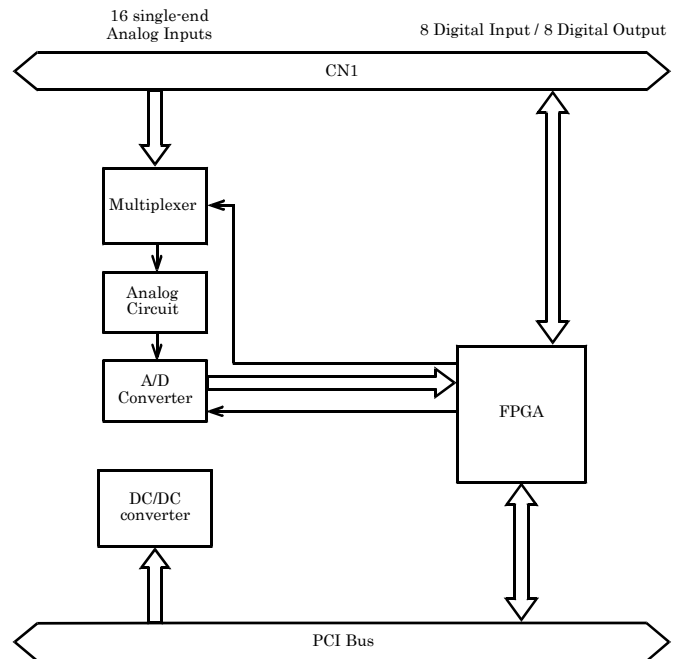 16 single-end
Analog Inputs
8 Digital Input / 8 Digital Output
CN1
Multiplexer
Analog
Circuit
A/D
Converter
FPGA
DC/DC
converter
PCI Bus